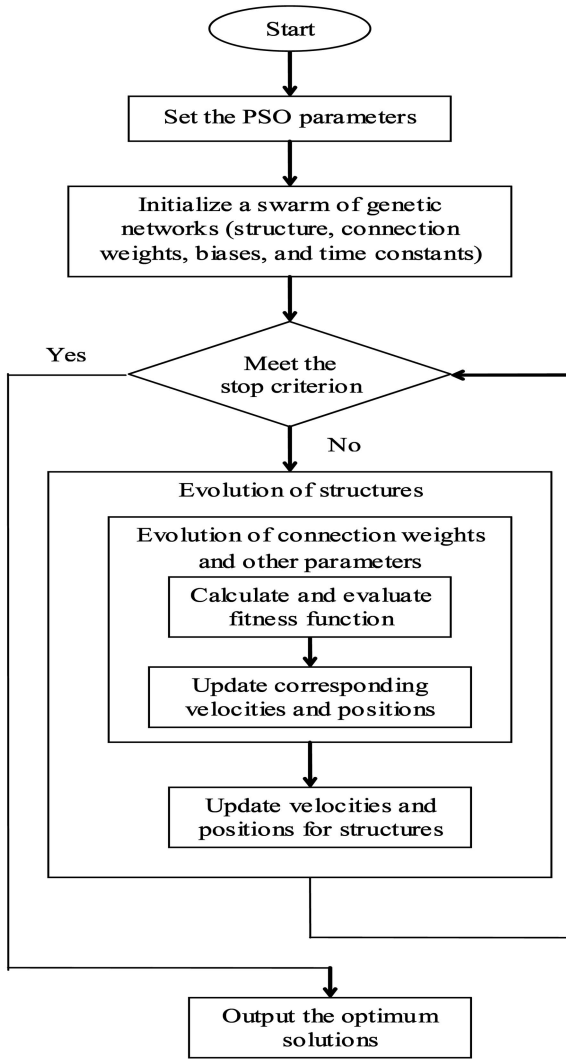 Start
Set the PSO parameters
Initialize a swarm of genetic
networks (structure, connection
weights, biases, and time constants)
Yes
Meet the
stop criterion
No
Evolution of structures
Evolution of connection weights
and other parameters
Calculate and evaluate
fitness function
Update corresponding
velocities and positions
Update velocities and
positions for structures
Output the optimum
solutions